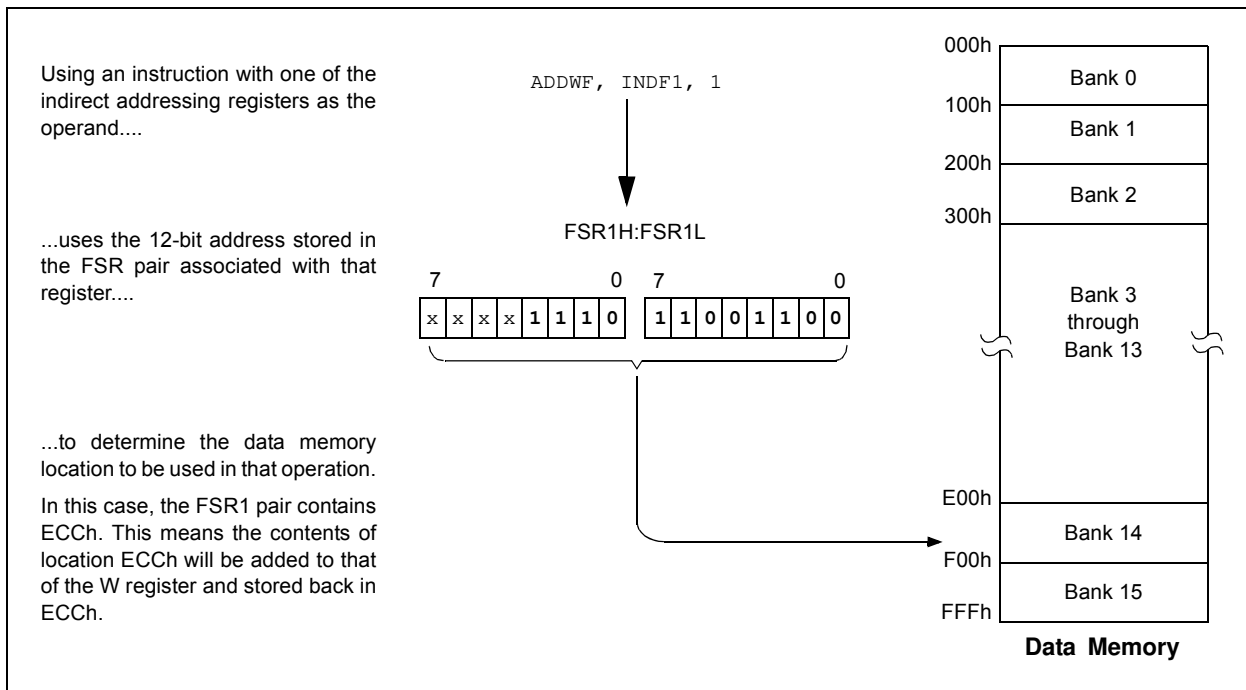 Using an instruction with one of the
indirect addressing registers as the
operand....
ADDWF, INDF1, 1
...uses the 12-bit address stored in
the FSR pair associated with that
register....
FSR1H:FSR1L
7 0 7 0
x x x x 1 1 1 0 1 1 0 0 1 1 0 0
...to determine the data memory
location to be used in that operation.
In this case, the FSR1 pair contains
ECCh. This means the contents of
location ECCh will be added to that
of the W register and stored back in
ECCh.
000h
Bank 0
100h
Bank 1
200h
Bank 2
300h
Bank 3
through
Bank 13
E00h
Bank 14
F00h
Bank 15
FFFh
Data Memory